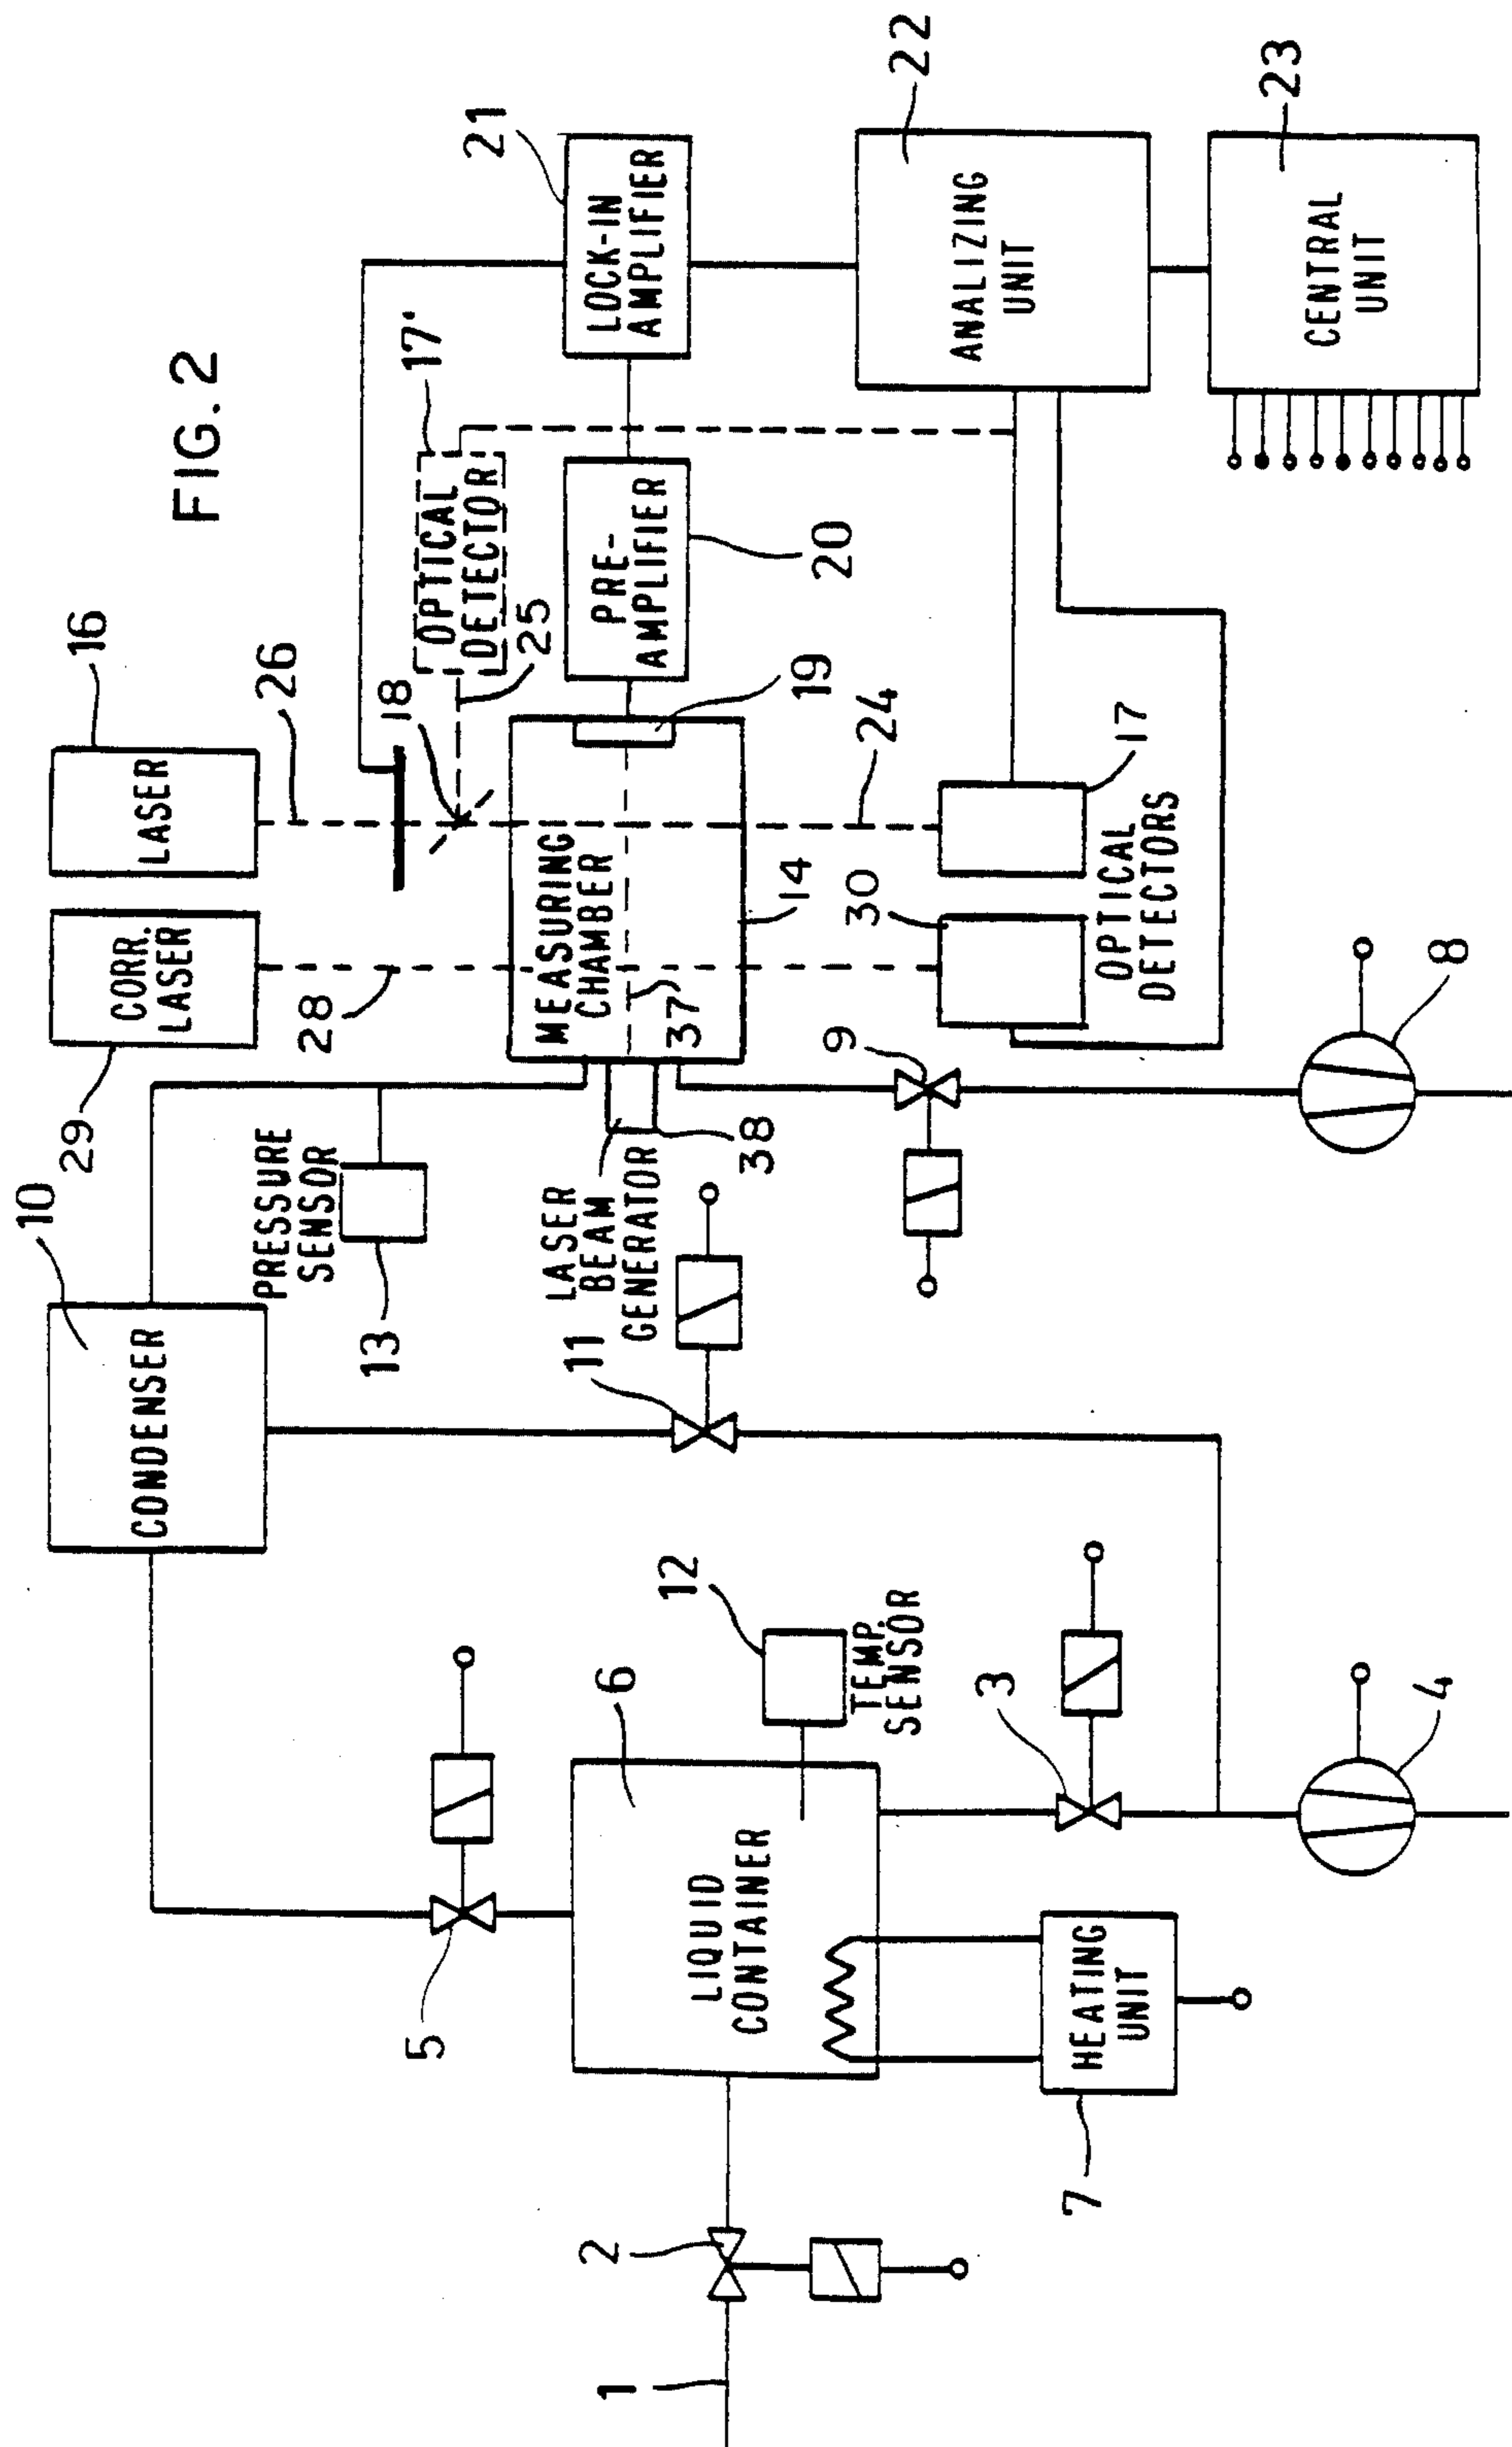 FIG. 2
10
CONDENSER
29
CORR.
LASER
16
LASER
28
26
PRESSURE
SENSOR
13
18
17'
OPTICAL
DETECTOR
25
21
LOCK-IN
AMPLIFIER
PRE-
AMPLIFIER
20
19
MEASURING
CHAMBER
37
14
38
LASER
BEAM
GENERATOR
11
5
6
LIQUID
CONTAINER
12
TEMP.
SENSOR
2
1
7
HEATING
UNIT
3
4
9
8
30
24
17
OPTICAL
DETECTORS
22
ANALIZING
UNIT
23
CENTRAL
UNIT